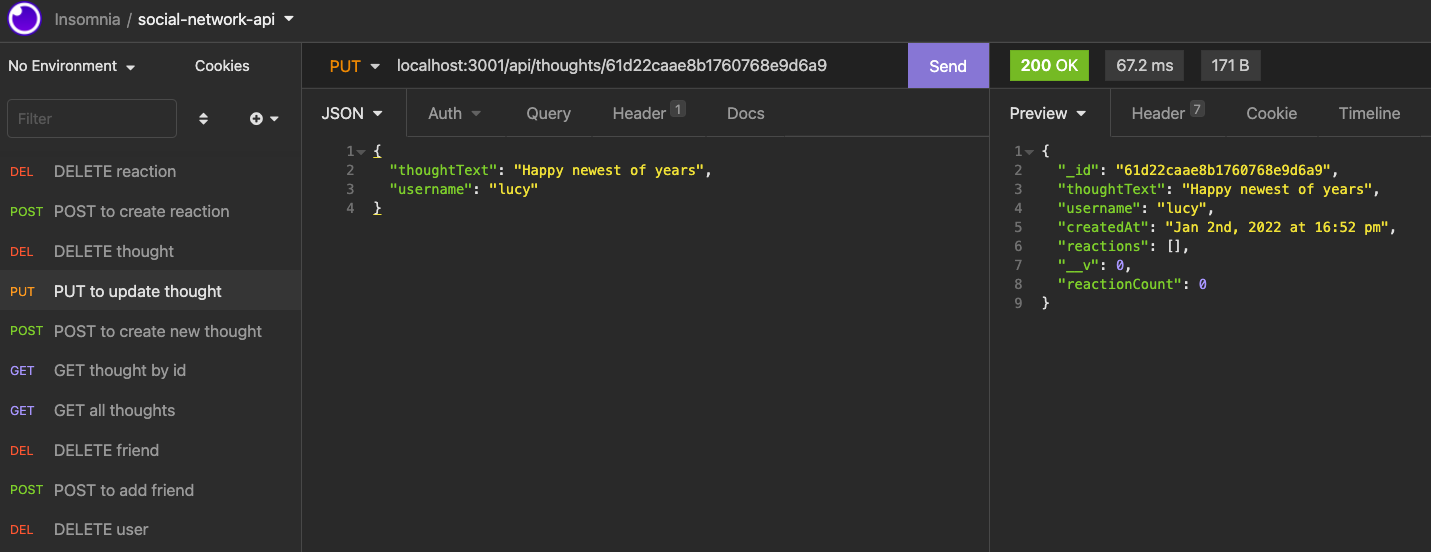 Insomnia / social-network-api
No Environment
Cookies
Filter
DEL DELETE reaction
POST POST to create reaction
DEL DELETE thought
PUT PUT to update thought
POST POST to create new thought
GET GET thought by id
GET GET all thoughts
DEL DELETE friend
POST POST to add friend
DEL DELETE user
PUT localhost:3001/api/thoughts/61d22caae8b1760768e9d6a9 Send
JSON Auth Query Header 1 Docs
1 {
2 "thoughtText": "Happy newest of years",
3 "username": "lucy"
4 }
200 OK 67.2 ms 171 B
Preview Header 7 Cookie Timeline
1 {
2 "_id": "61d22caae8b1760768e9d6a9",
3 "thoughtText": "Happy newest of years",
4 "username": "lucy",
5 "createdAt": "Jan 2nd, 2022 at 16:52 pm",
6 "reactions": [],
7 "__v": 0,
8 "reactionCount": 0
9 }